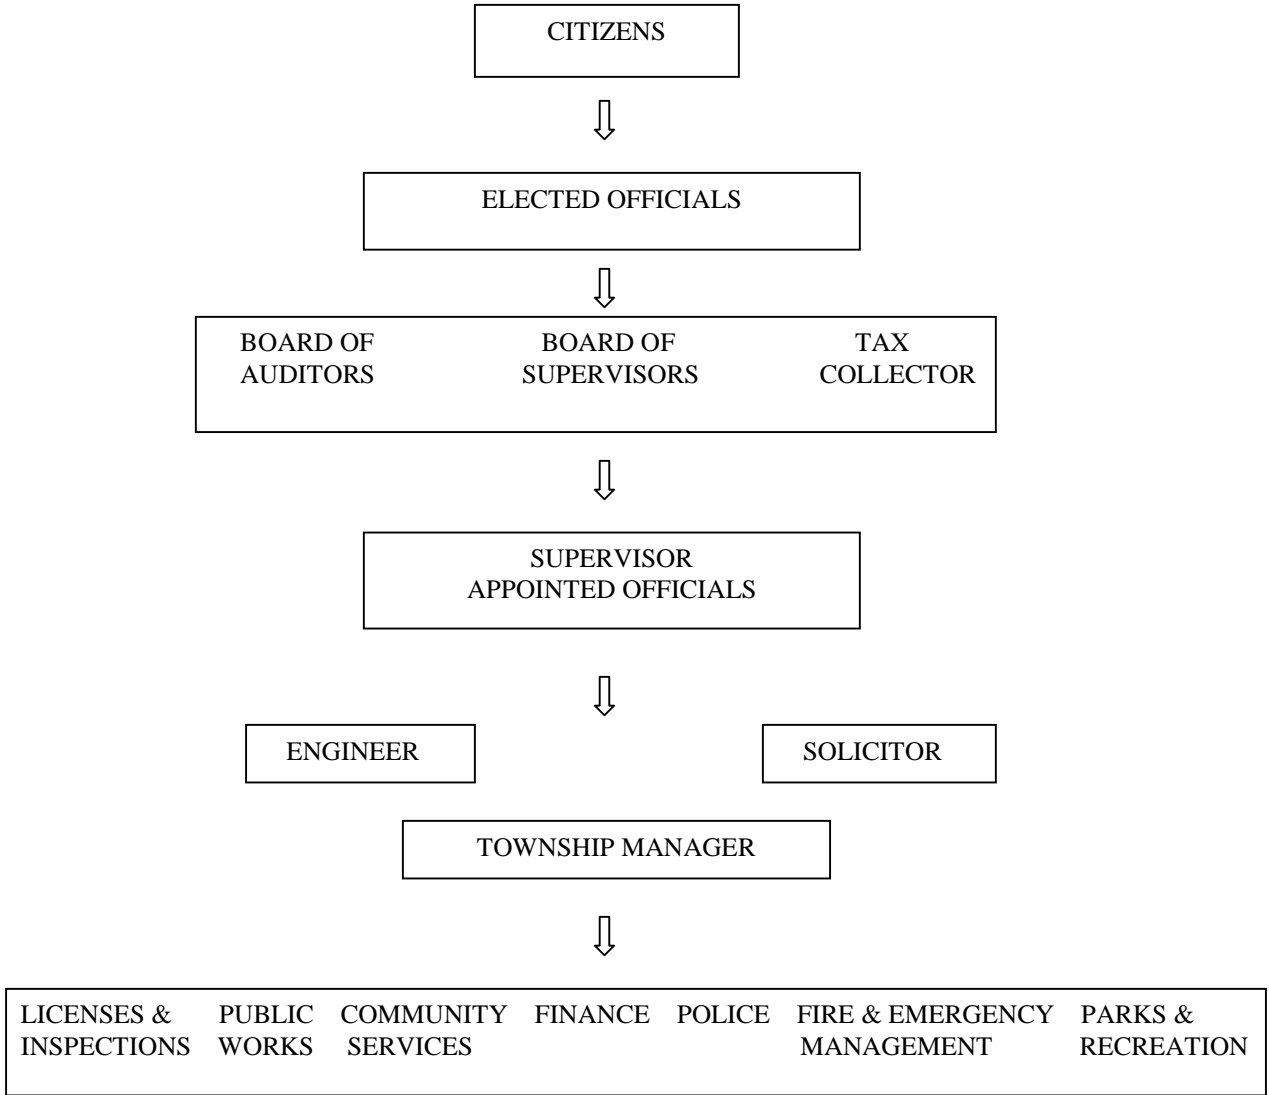 CITIZENS
ELECTED OFFICIALS
BOARD OF AUDITORS
BOARD OF SUPERVISORS
TAX COLLECTOR
SUPERVISOR
APPOINTED OFFICIALS
ENGINEER
SOLICITOR
TOWNSHIP MANAGER
LICENSES &
INSPECTIONS
PUBLIC
WORKS
COMMUNITY
SERVICES
FINANCE
POLICE
FIRE & EMERGENCY
MANAGEMENT
PARKS &
RECREATION